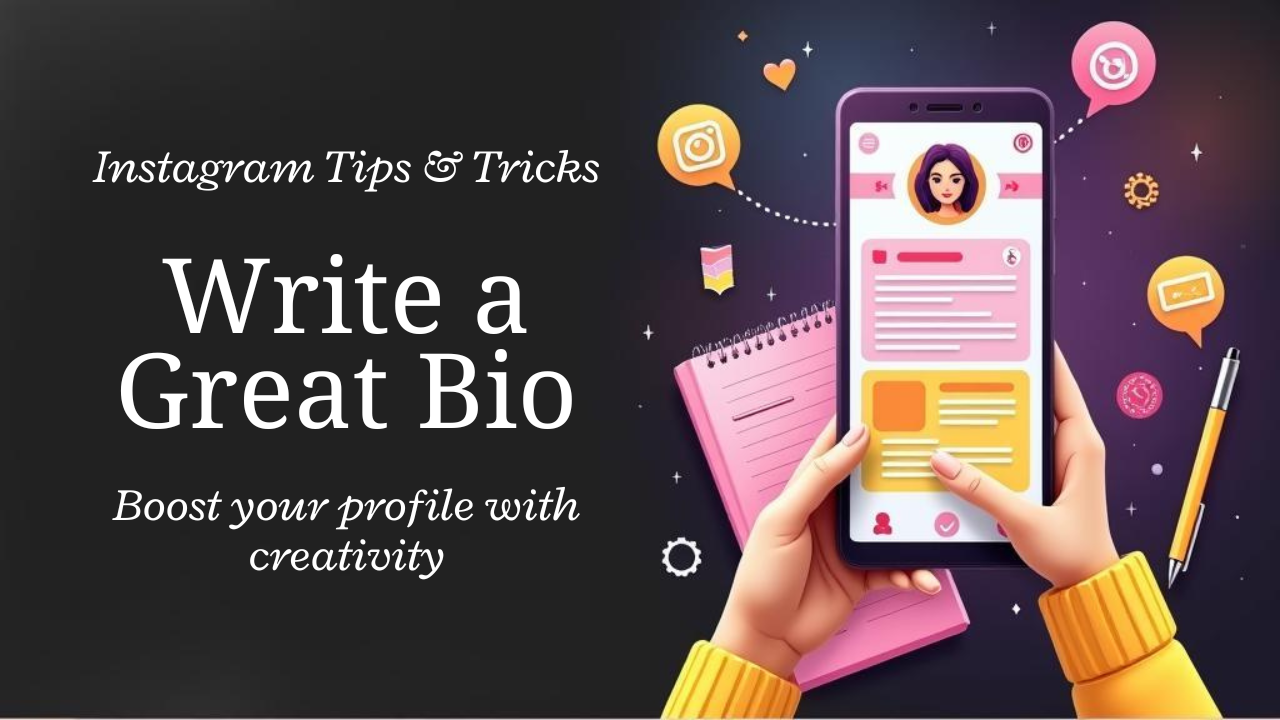 Instagram Tips & Tricks
Write a
Great Bio
Boost your profile with
creativity